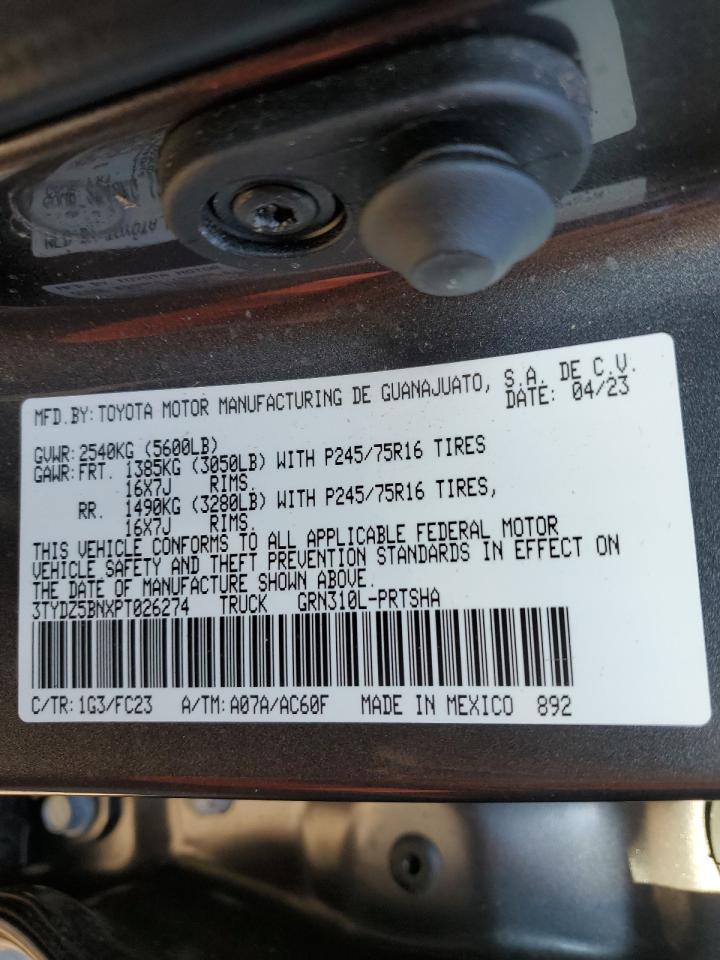 MFD.BY: TOYOTA MOTOR MANUFACTURING DE GUANAJUATO, S.A. DE C.V.
DATE: 04/23
GVWR: 2540KG (5600LB)
GAWR: FRT. 1385KG (3050LB) WITH P245/75R16 TIRES
16X7J RIMS.
RR. 1490KG (3280LB) WITH P245/75R16 TIRES,
16X7J RIMS.
THIS VEHICLE CONFORMS TO ALL APPLICABLE FEDERAL MOTOR
VEHICLE SAFETY AND THEFT PREVENTION STANDARDS IN EFFECT ON
THE DATE OF MANUFACTURE SHOWN ABOVE.
3TYDZ5BNXPT026274 TRUCK GRN310L-PRTSHA
C/TR: 1G3/FC23 A/TM: A07A/AC60F MADE IN MEXICO 892